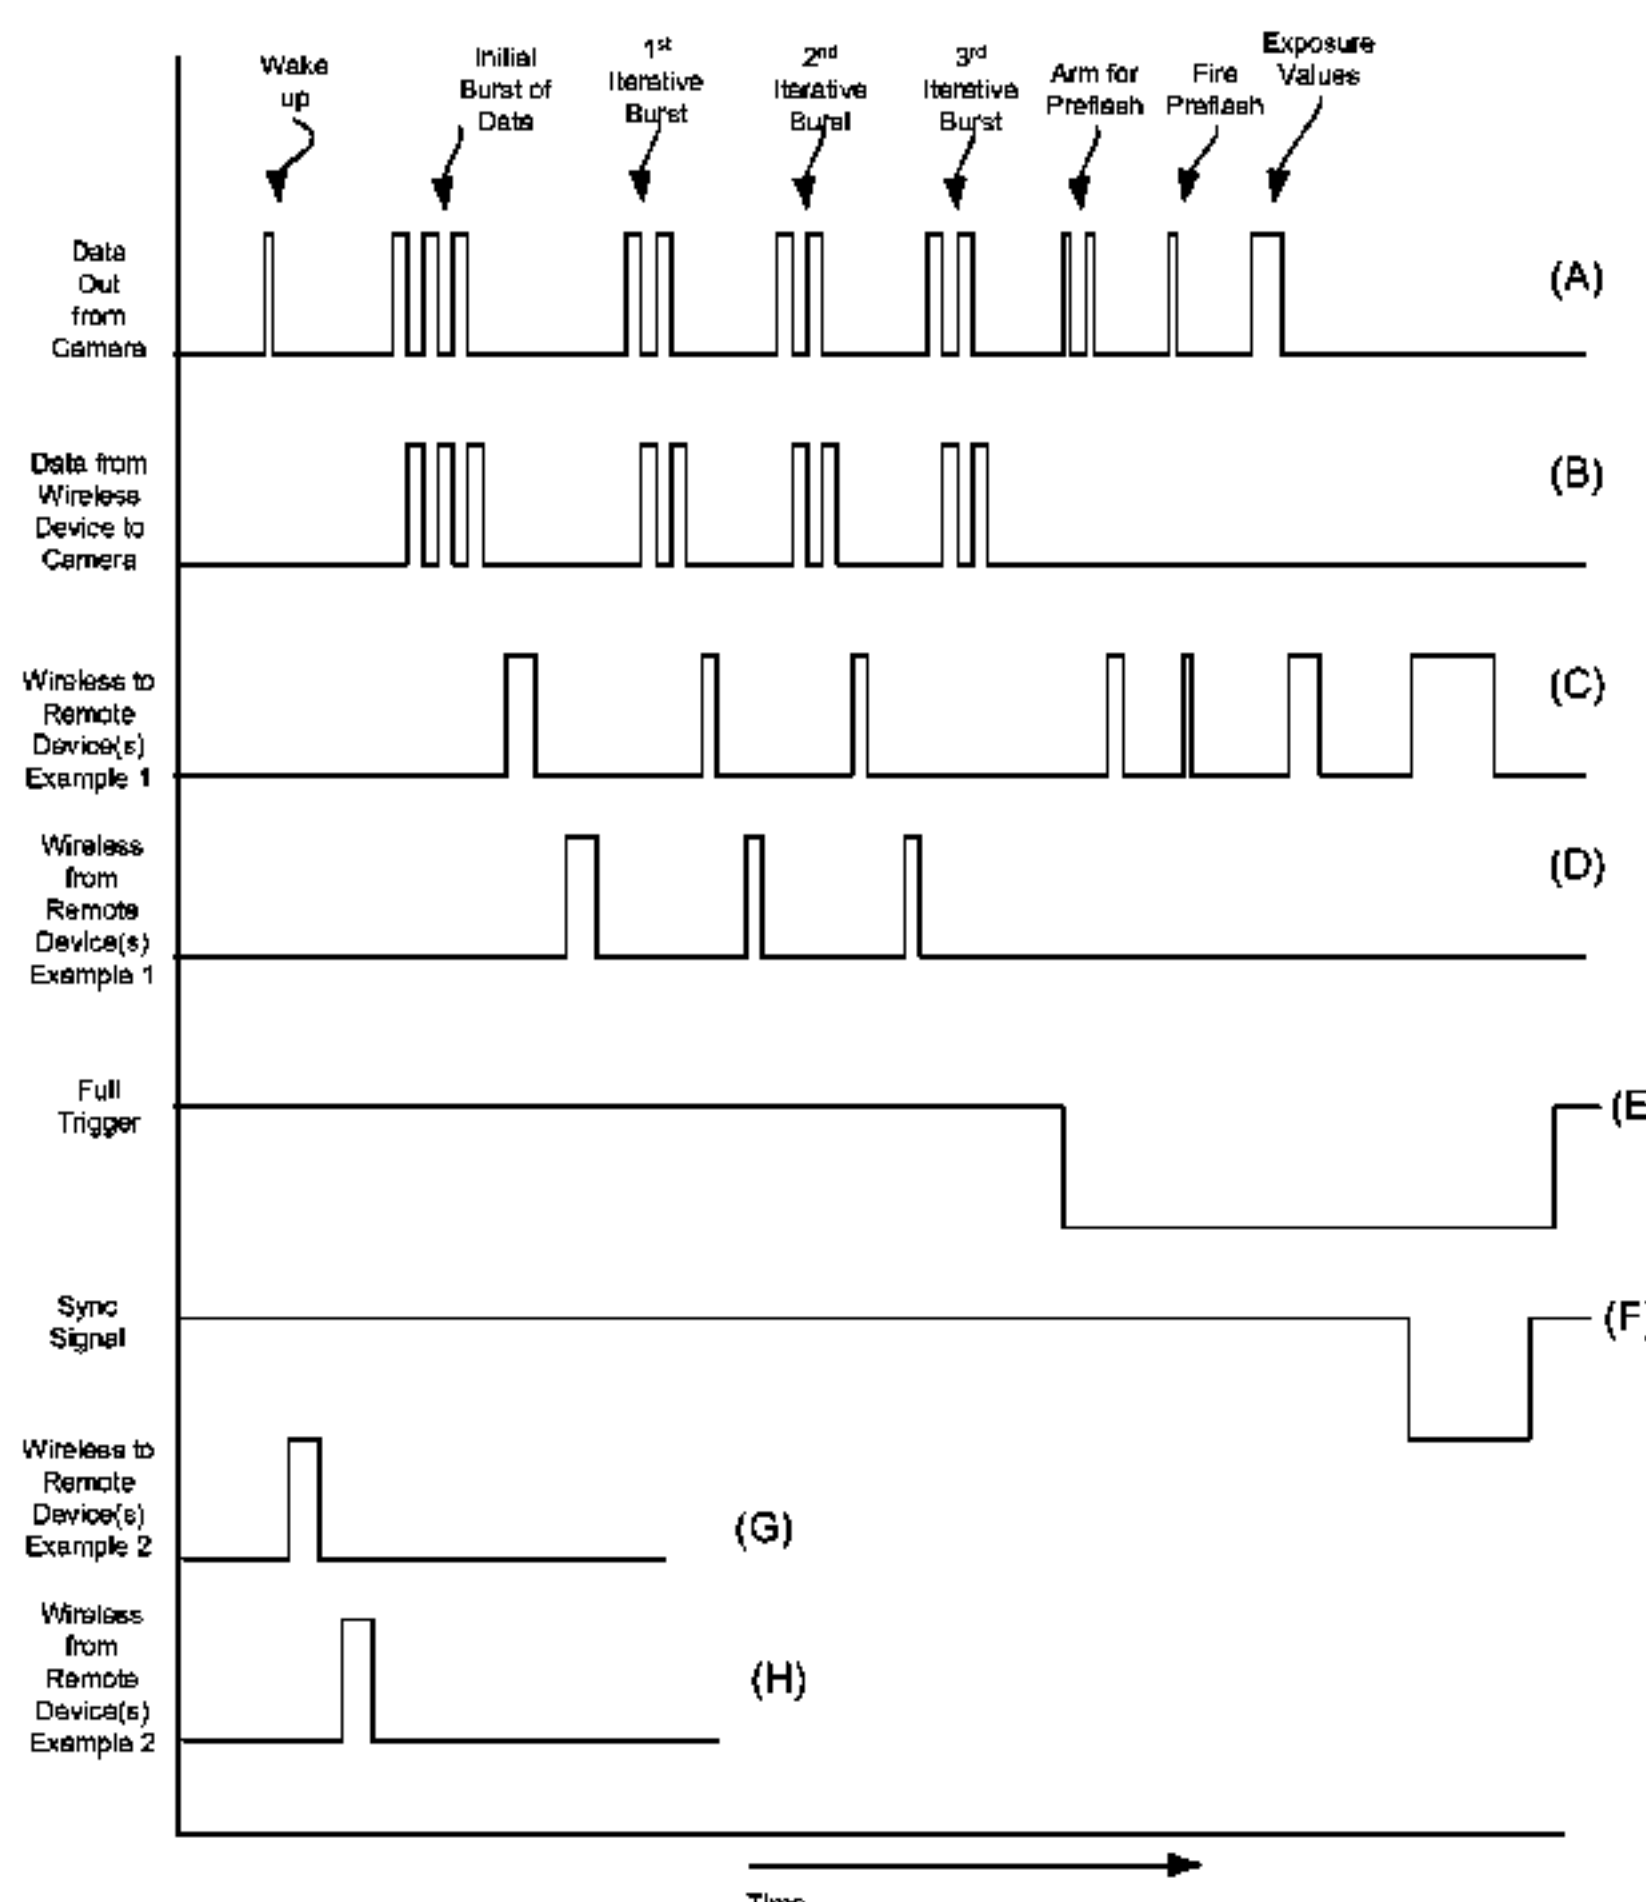 Wake
up
Initial
Burst of
Data
1st
Iterative
Burst
2nd
Iterative
Burst
3rd
Iterative
Burst
Arm for
Preflash
Fire
Preflash
Exposure
Values
Data
Out
from
Camera
(A)
Data from
Wireless
Device to
Camera
(B)
Wireless to
Remote
Device(s)
Example 1
(C)
Wireless
from
Remote
Device(s)
Example 1
(D)
Full
Trigger
(E
Sync
Signal
(F)
Wireless to
Remote
Device(s)
Example 2
(G)
Wireless
from
Remote
Device(s)
Example 2
(H)
Time